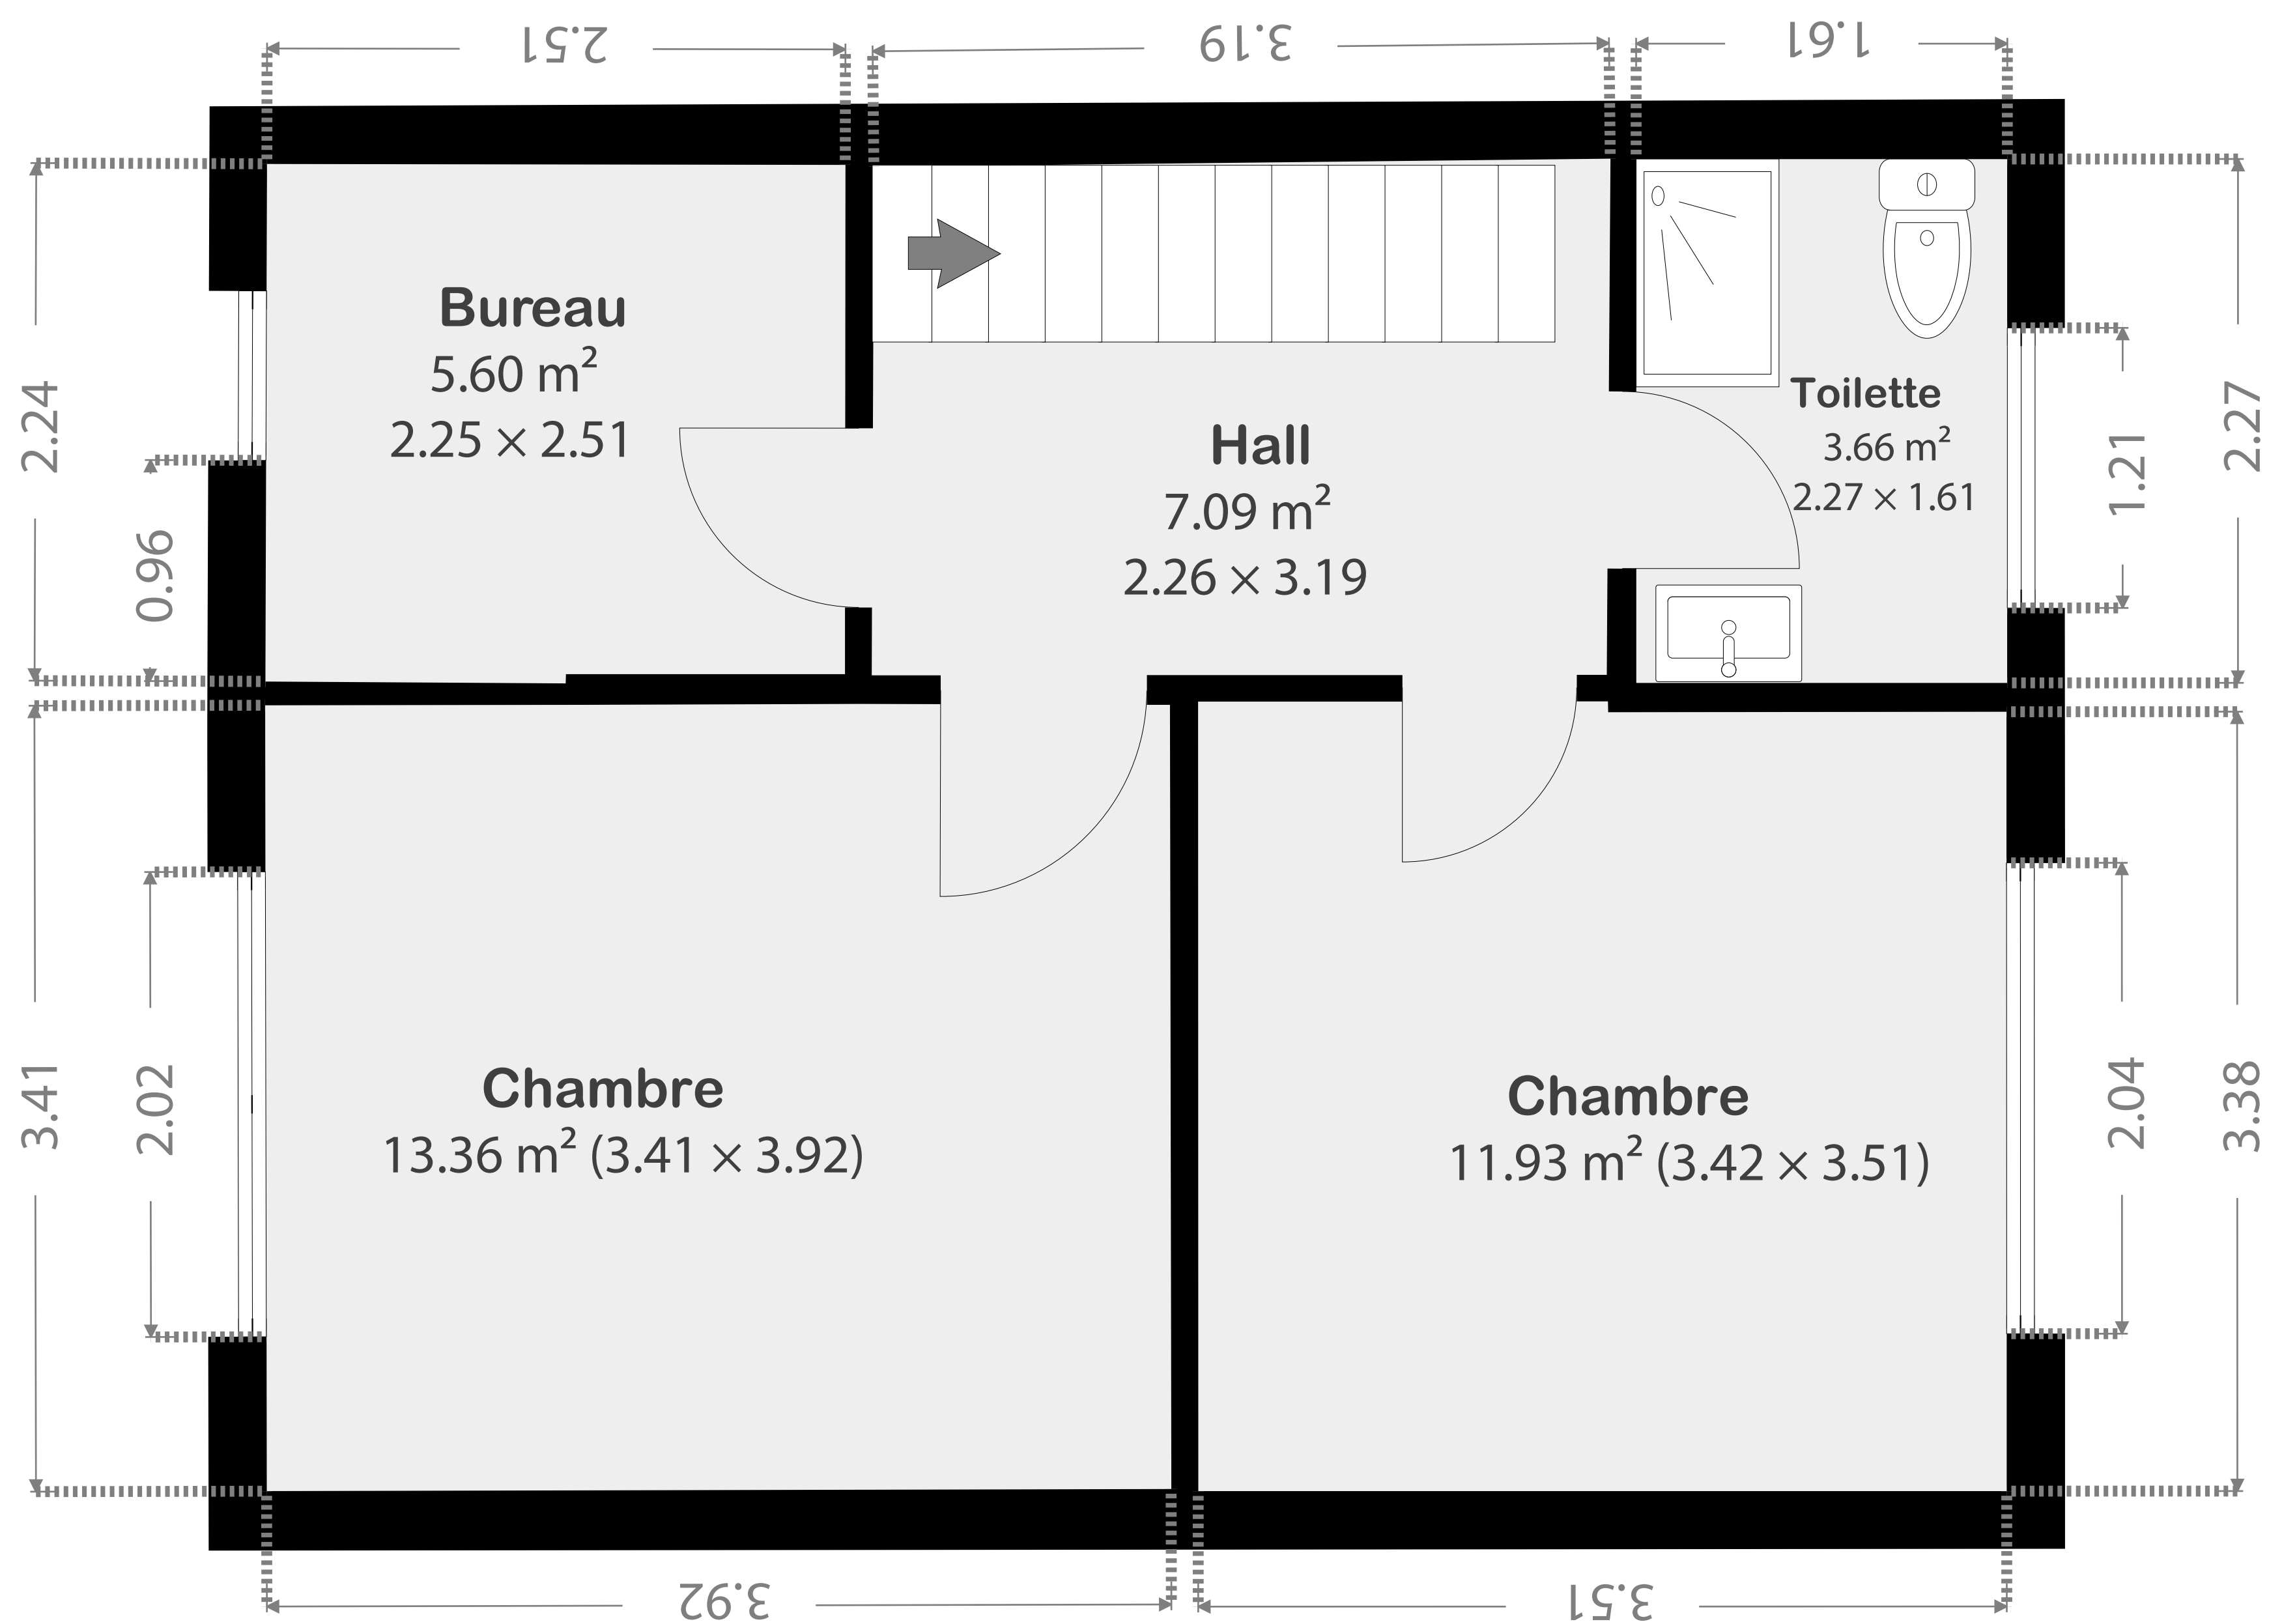 2.51
3.19
1.61
Bureau
5.60 m²
2.25 × 2.51
Hall
7.09 m²
2.26 × 3.19
Toilette
3.66 m²
2.27 × 1.61
2.24
0.96
1.21
2.27
Chambre
13.36 m² (3.41 × 3.92)
Chambre
11.93 m² (3.42 × 3.51)
3.41
2.02
2.04
3.38
3.92
3.51